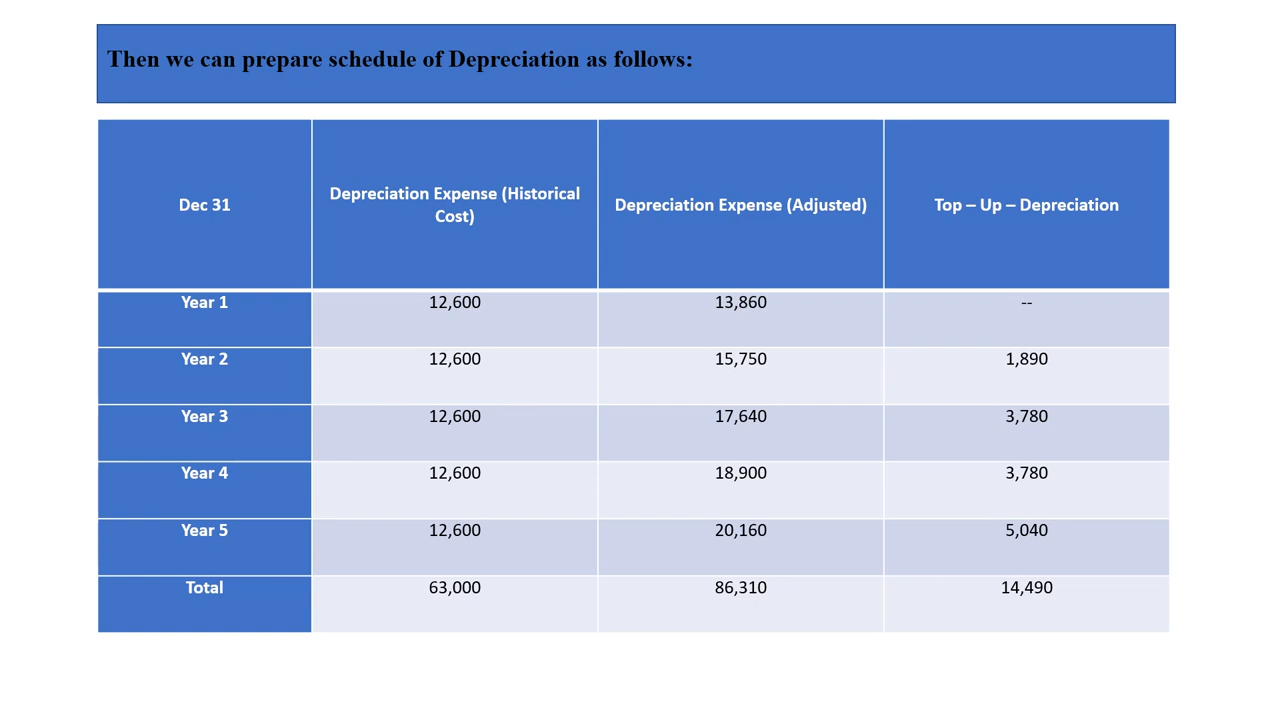 Then we can prepare schedule of Depreciation as follows:
Dec 31 Depreciation Expense (Historical Cost) Depreciation Expense (Adjusted) Top – Up – Depreciation
Year 1 12,600 13,860 --
Year 2 12,600 15,750 1,890
Year 3 12,600 17,640 3,780
Year 4 12,600 18,900 3,780
Year 5 12,600 20,160 5,040
Total 63,000 86,310 14,490